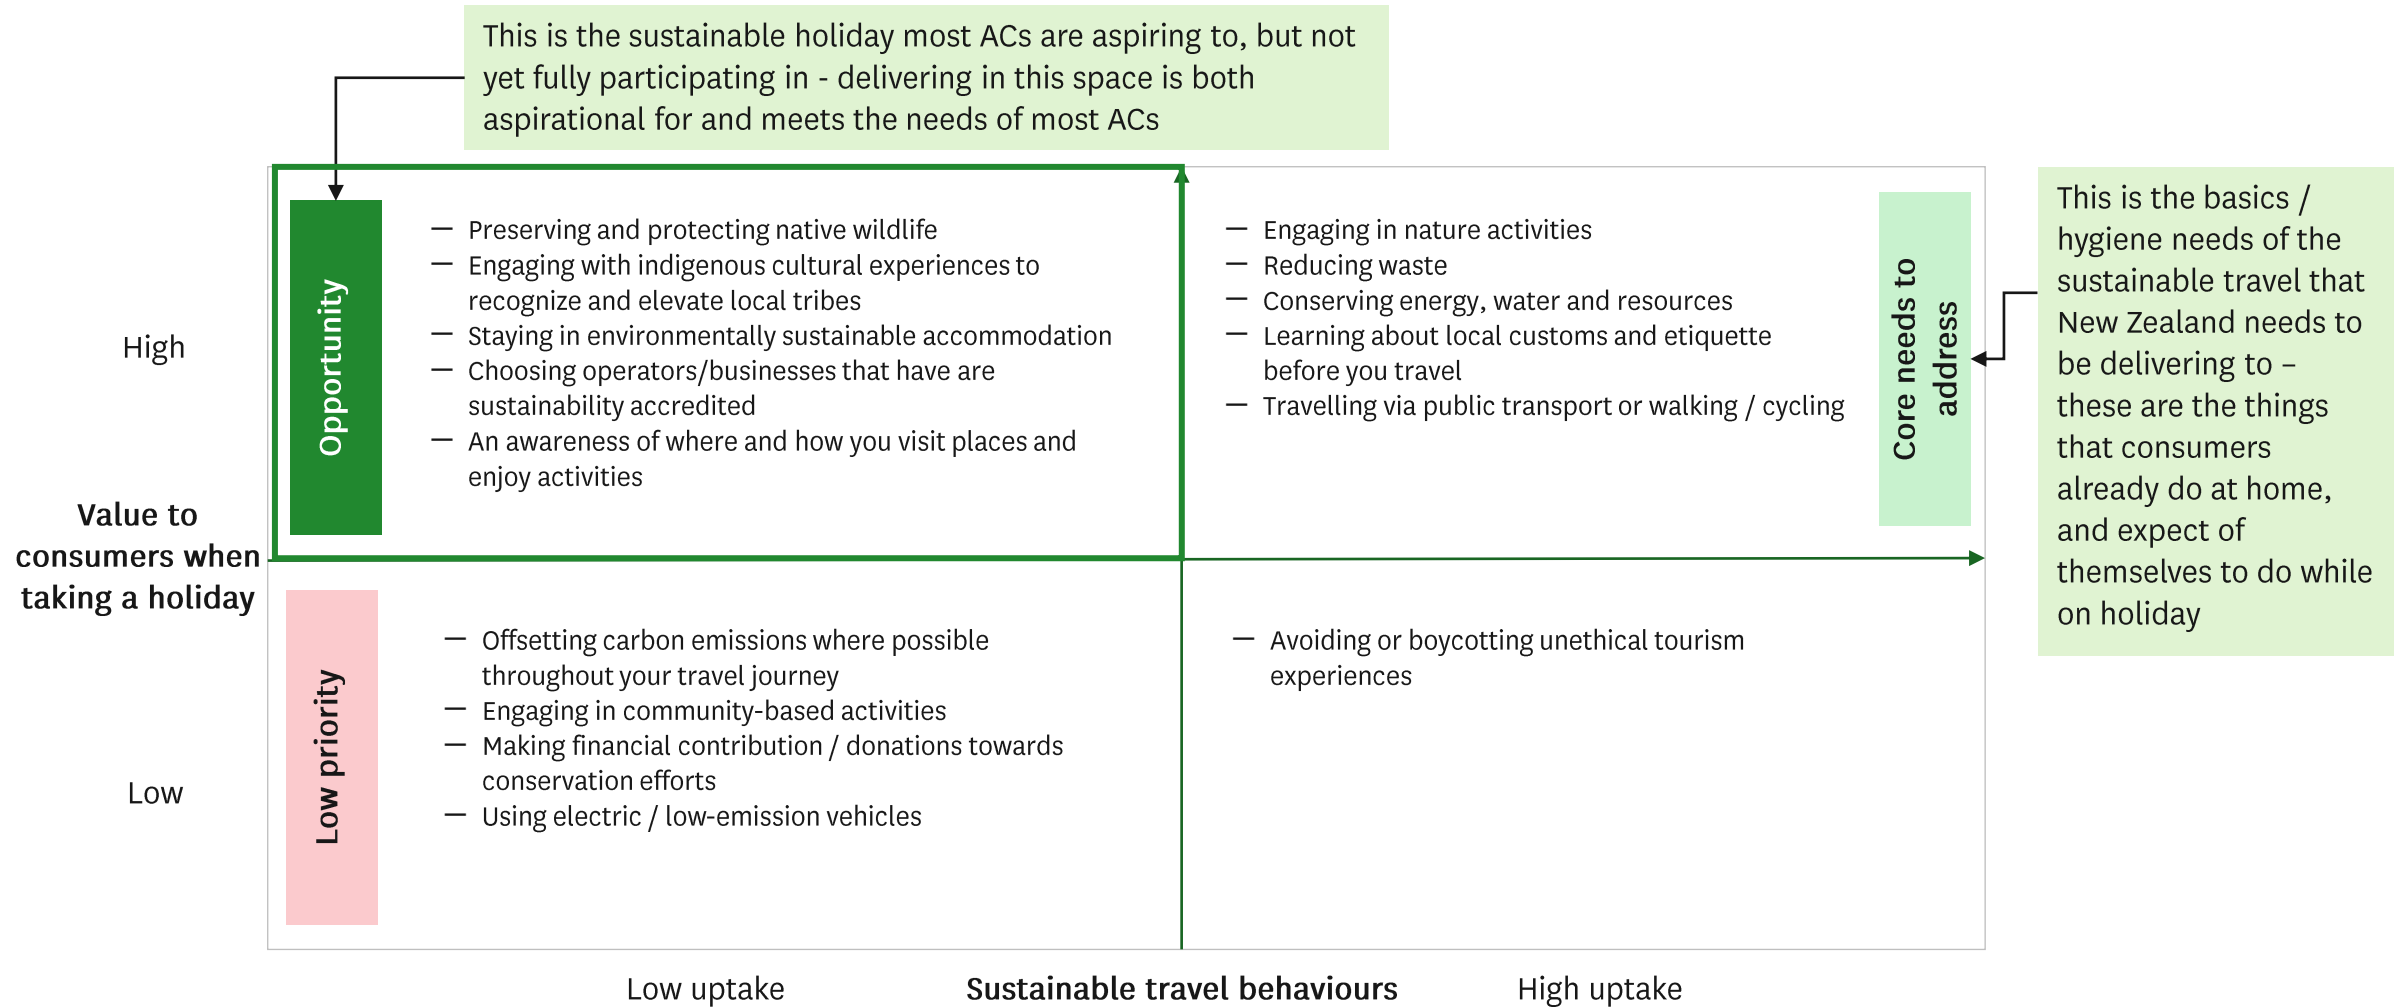 This is the sustainable holiday most ACs are aspiring to, but not
yet fully participating in - delivering in this space is both
aspirational for and meets the needs of most ACs
High
Value to
consumers when
taking a holiday
Low
Opportunity
— Preserving and protecting native wildlife
— Engaging with indigenous cultural experiences to
recognize and elevate local tribes
— Staying in environmentally sustainable accommodation
— Choosing operators/businesses that have are
sustainability accredited
— An awareness of where and how you visit places and
enjoy activities
— Engaging in nature activities
— Reducing waste
— Conserving energy, water and resources
— Learning about local customs and etiquette
before you travel
— Travelling via public transport or walking / cycling
Core needs to
address
This is the basics /
hygiene needs of the
sustainable travel that
New Zealand needs to
be delivering to –
these are the things
that consumers
already do at home,
and expect of
themselves to do while
on holiday
Low priority
— Offsetting carbon emissions where possible
throughout your travel journey
— Engaging in community-based activities
— Making financial contribution / donations towards
conservation efforts
— Using electric / low-emission vehicles
— Avoiding or boycotting unethical tourism
experiences
Low uptake
Sustainable travel behaviours
High uptake